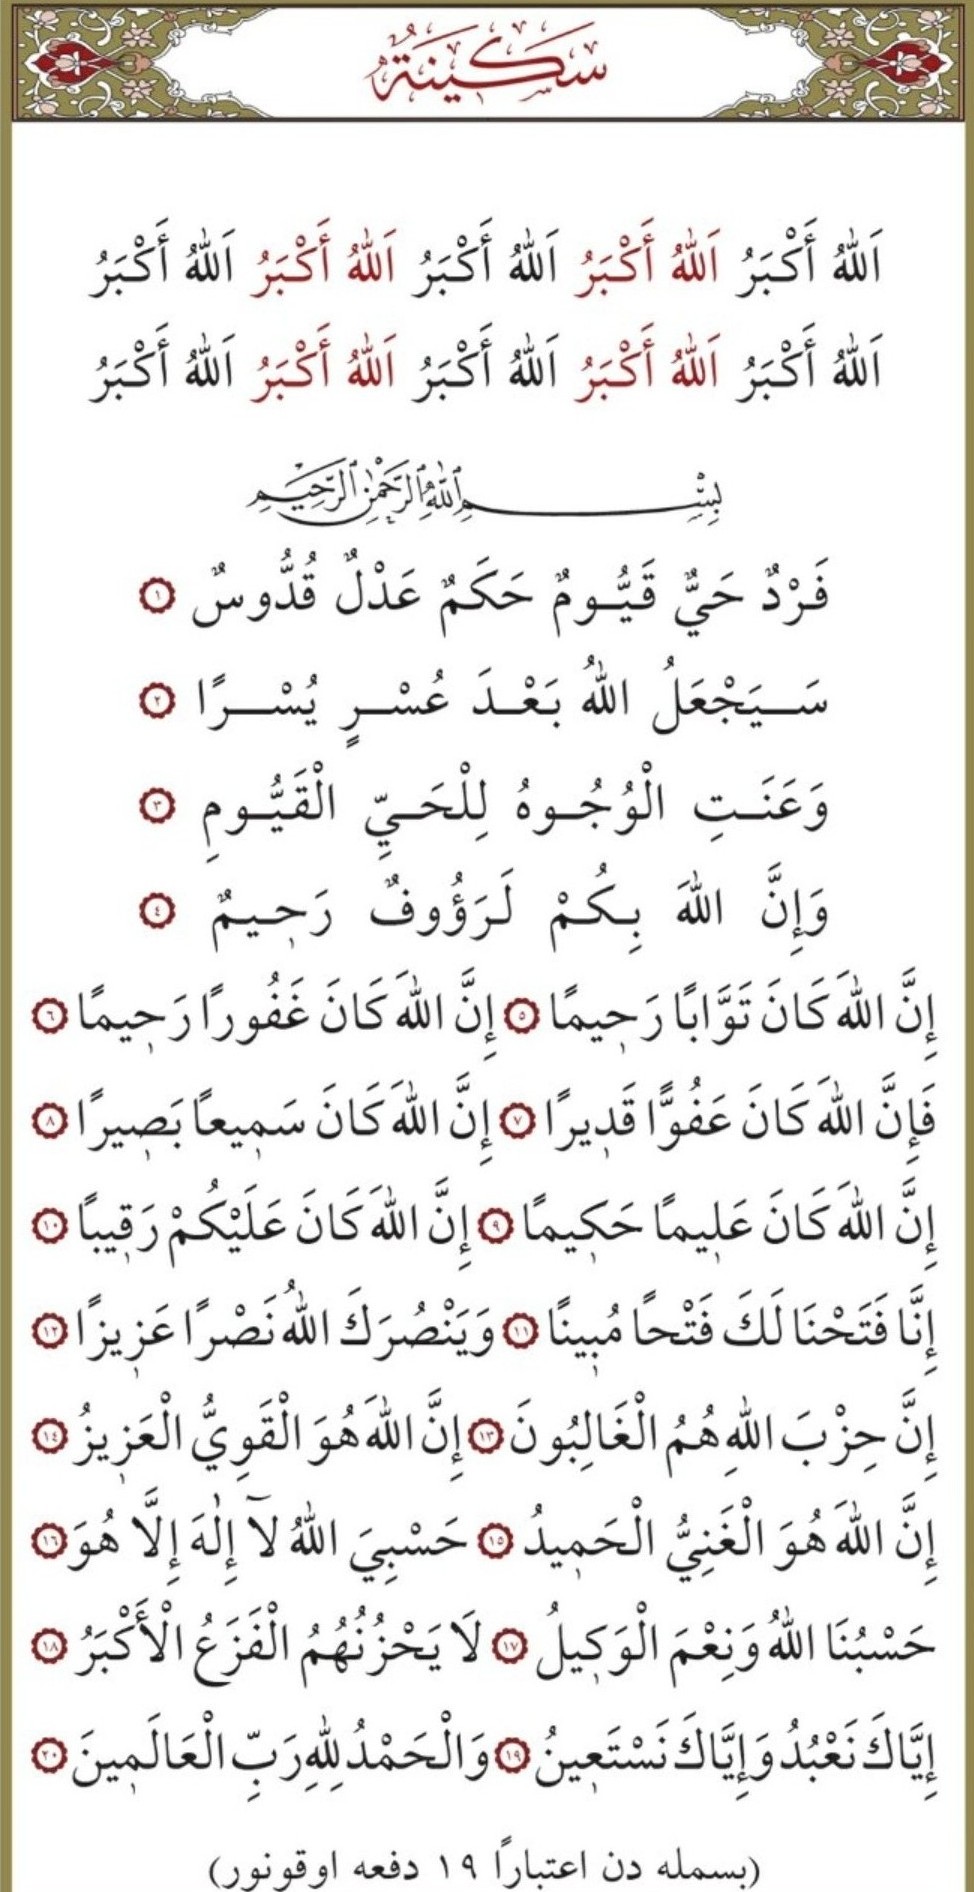 سَكِينَةٌ
اَللّٰهُ أَكْبَرُ اَللّٰهُ أَكْبَرُ اَللّٰهُ أَكْبَرُ اَللّٰهُ أَكْبَرُ اَللّٰهُ أَكْبَرُ
اَللّٰهُ أَكْبَرُ اَللّٰهُ أَكْبَرُ اَللّٰهُ أَكْبَرُ اَللّٰهُ أَكْبَرُ اَللّٰهُ أَكْبَرُ
بِسْمِ اللّٰهِ الرَّحْمٰنِ الرَّحِيمِ
فَرْدٌ حَيٌّ قَيُّومٌ حَكَمٌ عَدْلٌ قُدُّوسٌ ١
سَيَجْعَلُ اللّٰهُ بَعْدَ عُسْرٍ يُسْرًا ٢
وَعَنَتِ الْوُجُوهُ لِلْحَيِّ الْقَيُّومِ ٣
وَإِنَّ اللّٰهَ بِكُمْ لَرَؤُوفٌ رَحِيمٌ ٤
إِنَّ اللّٰهَ كَانَ تَوَّابًا رَحِيمًا ٥ إِنَّ اللّٰهَ كَانَ غَفُورًا رَحِيمًا ٦
فَإِنَّ اللّٰهَ كَانَ عَفُوًّا قَدِيرًا ٧ إِنَّ اللّٰهَ كَانَ سَمِيعًا بَصِيرًا ٨
إِنَّ اللّٰهَ كَانَ عَلِيمًا حَكِيمًا ٩ إِنَّ اللّٰهَ كَانَ عَلَيْكُمْ رَقِيبًا ١٠
إِنَّا فَتَحْنَا لَكَ فَتْحًا مُبِينًا ١١ وَيَنْصُرَكَ اللّٰهُ نَصْرًا عَزِيزًا ١٢
إِنَّ حِزْبَ اللّٰهِ هُمُ الْغَالِبُونَ ١٣ إِنَّ اللّٰهَ هُوَ الْقَوِيُّ الْعَزِيزُ ١٤
إِنَّ اللّٰهَ هُوَ الْغَنِيُّ الْحَمِيدُ ١٥ حَسْبِيَ اللّٰهُ لَآ إِلٰهَ إِلَّا هُوَ ١٦
حَسْبُنَا اللّٰهُ وَنِعْمَ الْوَكِيلُ ١٧ لَا يَحْزُنُهُمُ الْفَزَعُ الْأَكْبَرُ ١٨
إِيَّاكَ نَعْبُدُ وَإِيَّاكَ نَسْتَعِينُ ١٩ وَالْحَمْدُ لِلّٰهِ رَبِّ الْعَالَمِينَ ٢٠
(بسمله دن اعتبارًا ١٩ دفعه اوقونور)